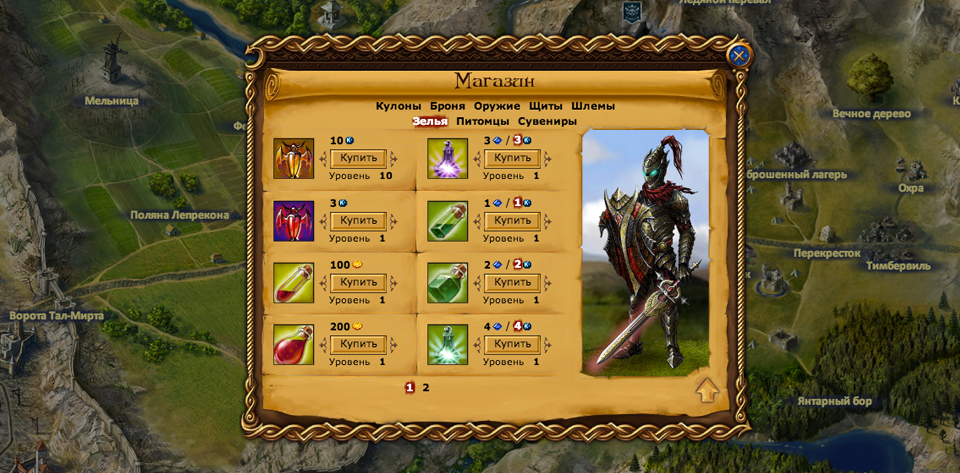 Ледяной перевал
Магазин
Кулоны Броня Оружие Щиты Шлемы
Зелья Питомцы Сувениры
10
Купить
Уровень 10
3 / 3
Купить
Уровень 1
3
Купить
Уровень 1
1 / 1
Купить
Уровень 1
100
Купить
Уровень 1
2 / 2
Купить
Уровень 1
200
Купить
Уровень 1
4 / 4
Купить
Уровень 1
1 2
Мельница
Поляна Лепрекона
Ворота Тал-Мирта
Вечное дерево
лагерь
Охра
Перекресток
Тимбервиль
Янтарный бор